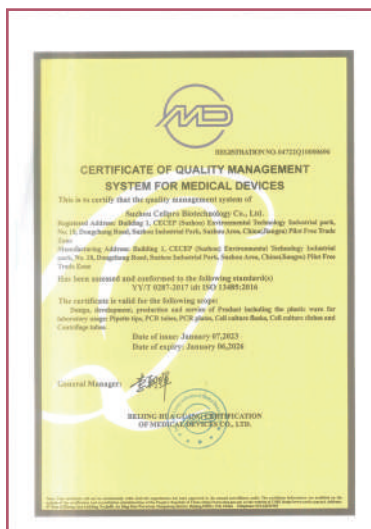 MD
REGISTRATION NO. 04722Q10000696
CERTIFICATE OF QUALITY MANAGEMENT
SYSTEM FOR MEDICAL DEVICES
This is to certify that the quality management system of
Suzhou Cellpro Biotechnology Co., Ltd.
Registered Address: Building 1, CECEP (Suzhou) Environmental Technology Industrial park,
No.18, Dongchang Road, Suzhou Industrial Park, Suzhou Area, China(Jiangsu) Pilot Free Trade
Zone
Manufacturing Address: Building 1, CECEP (Suzhou) Environmental Technology Industrial
park, No. 18, Dongchang Road, Suzhou Industrial Park, Suzhou Area, China(Jiangsu) Pilot Free
Trade Zone
Has been assessed and conformed to the following standard(s)
YY/T 0287-2017 idt ISO 13485:2016
The certificate is valid for the following scope:
Design, development, production and service of Product including the plastic ware for
laboratory usage: Pipette tips, PCR tubes, PCR plates, Cell culture flasks, Cell culture dishes and
Centrifuge tubes.
Date of issue: January 07,2023
Date of expiry: January 06,2026
General Manager:
BEIJING HUA GUANG CERTIFICATION
OF MEDICAL DEVICES CO., LTD.